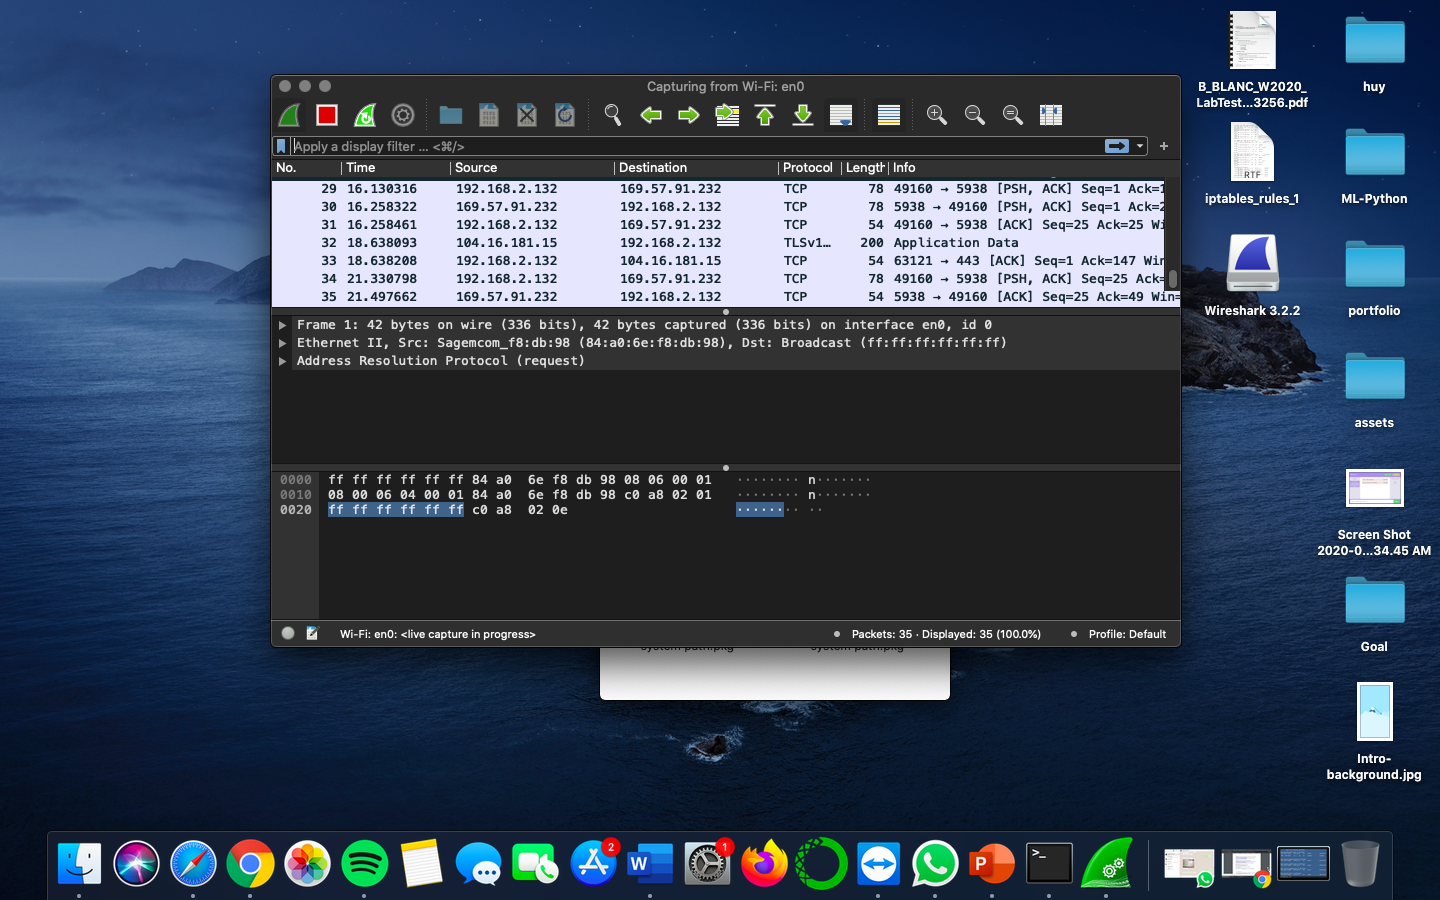 Capturing from Wi-Fi: en0
Apply a display filter ... <⌘/>
No. Time Source Destination Protocol Length Info
29 16.130316 192.168.2.132 169.57.91.232 TCP 78 49160 → 5938 [PSH, ACK] Seq=1 Ack=1
30 16.258322 169.57.91.232 192.168.2.132 TCP 78 5938 → 49160 [PSH, ACK] Seq=1 Ack=2
31 16.258461 192.168.2.132 169.57.91.232 TCP 54 49160 → 5938 [ACK] Seq=25 Ack=25 Wi
32 18.638093 104.16.181.15 192.168.2.132 TLSv1… 200 Application Data
33 18.638208 192.168.2.132 104.16.181.15 TCP 54 63121 → 443 [ACK] Seq=1 Ack=147 Win
34 21.330798 192.168.2.132 169.57.91.232 TCP 78 49160 → 5938 [PSH, ACK] Seq=25 Ack=
35 21.497662 169.57.91.232 192.168.2.132 TCP 54 5938 → 49160 [ACK] Seq=25 Ack=49 Win=
Frame 1: 42 bytes on wire (336 bits), 42 bytes captured (336 bits) on interface en0, id 0
Ethernet II, Src: Sagemcom_f8:db:98 (84:a0:6e:f8:db:98), Dst: Broadcast (ff:ff:ff:ff:ff:ff)
Address Resolution Protocol (request)
0000 ff ff ff ff ff ff 84 a0 6e f8 db 98 08 06 00 01 ········ n·······
0010 08 00 06 04 00 01 84 a0 6e f8 db 98 c0 a8 02 01 ········ n·······
0020 ff ff ff ff ff ff c0 a8 02 0e ········ ··
Wi-Fi: en0: <live capture in progress>
Packets: 35 · Displayed: 35 (100.0%)
Profile: Default
B_BLANC_W2020_
LabTest...3256.pdf
huy
RTF
iptables_rules_1
ML-Python
Wireshark 3.2.2
portfolio
assets
Screen Shot
2020-0...34.45 AM
Goal
Intro-
background.jpg
2
W
1
P
>_